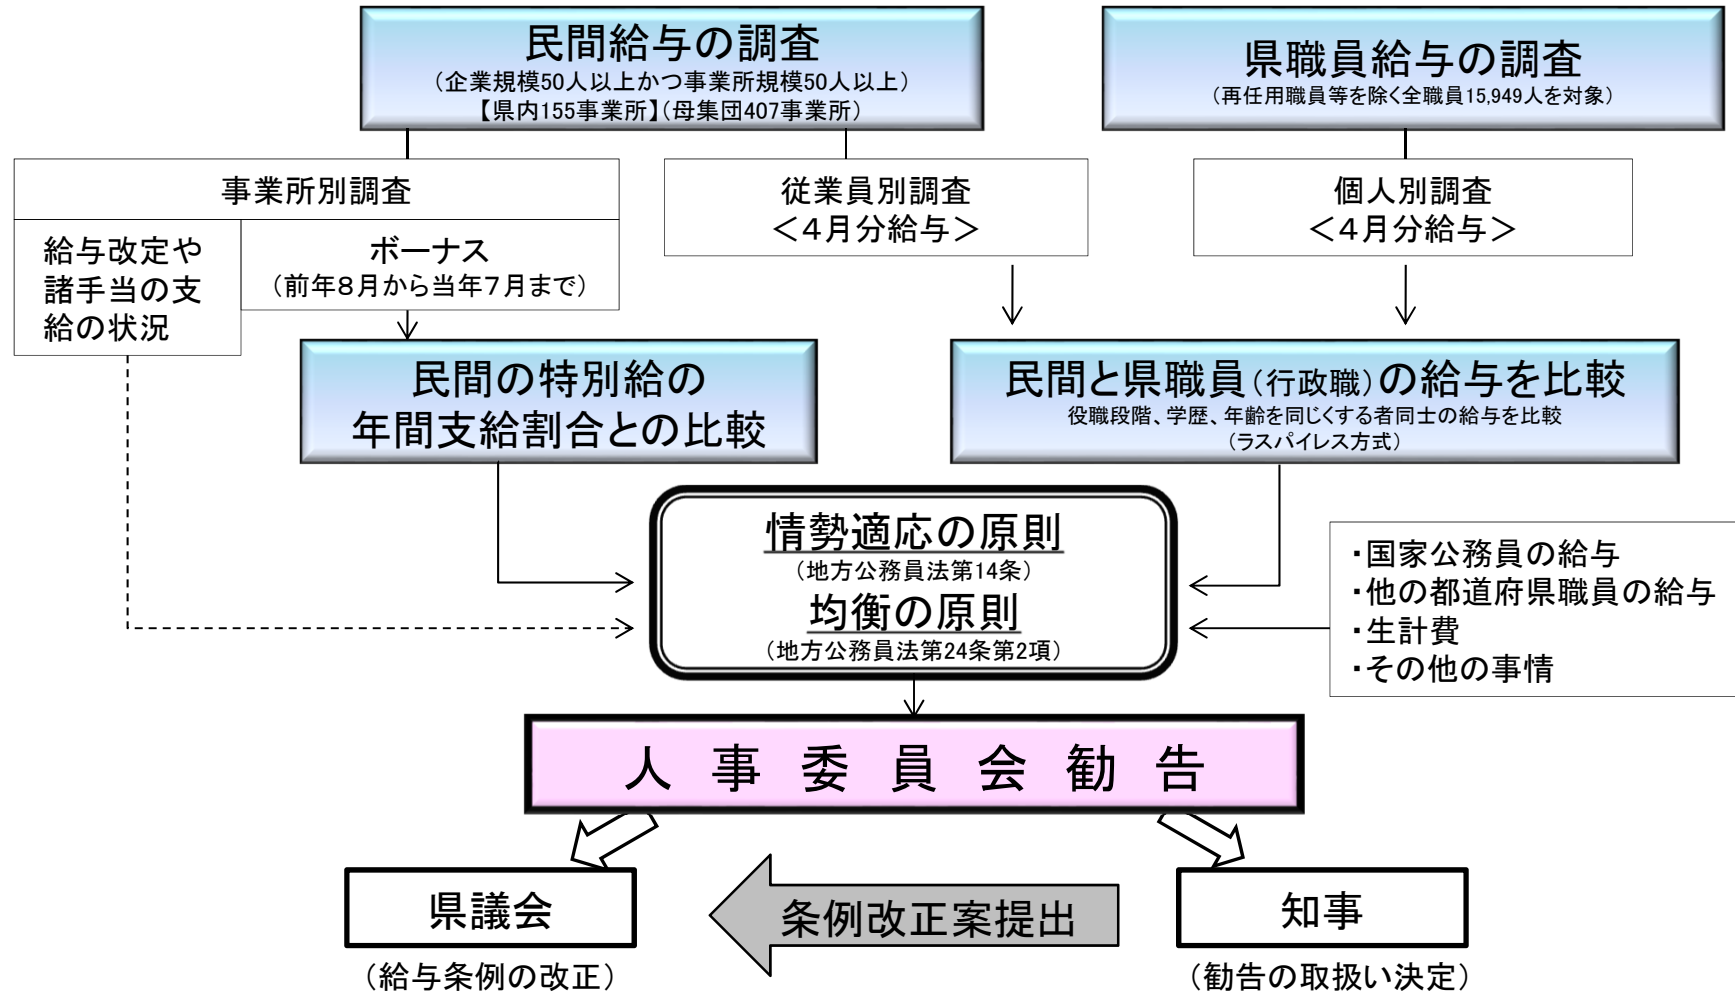 民間給与の調査
(企業規模50人以上かつ事業所規模50人以上)
【県内155事業所】(母集団407事業所)
県職員給与の調査
(再任用職員等を除く全職員15,949人を対象)
事業所別調査
給与改定や
諸手当の支
給の状況
ボーナス
(前年8月から当年7月まで)
従業員別調査
<4月分給与>
個人別調査
<4月分給与>
民間の特別給の
年間支給割合との比較
民間と県職員(行政職)の給与を比較
役職段階、学歴、年齢を同じくする者同士の給与を比較
(ラスパイレス方式)
情勢適応の原則
(地方公務員法第14条)
均衡の原則
(地方公務員法第24条第2項)
・国家公務員の給与
・他の都道府県職員の給与
・生計費
・その他の事情
人事委員会勧告
県議会
(給与条例の改正)
条例改正案提出
知事
(勧告の取扱い決定)